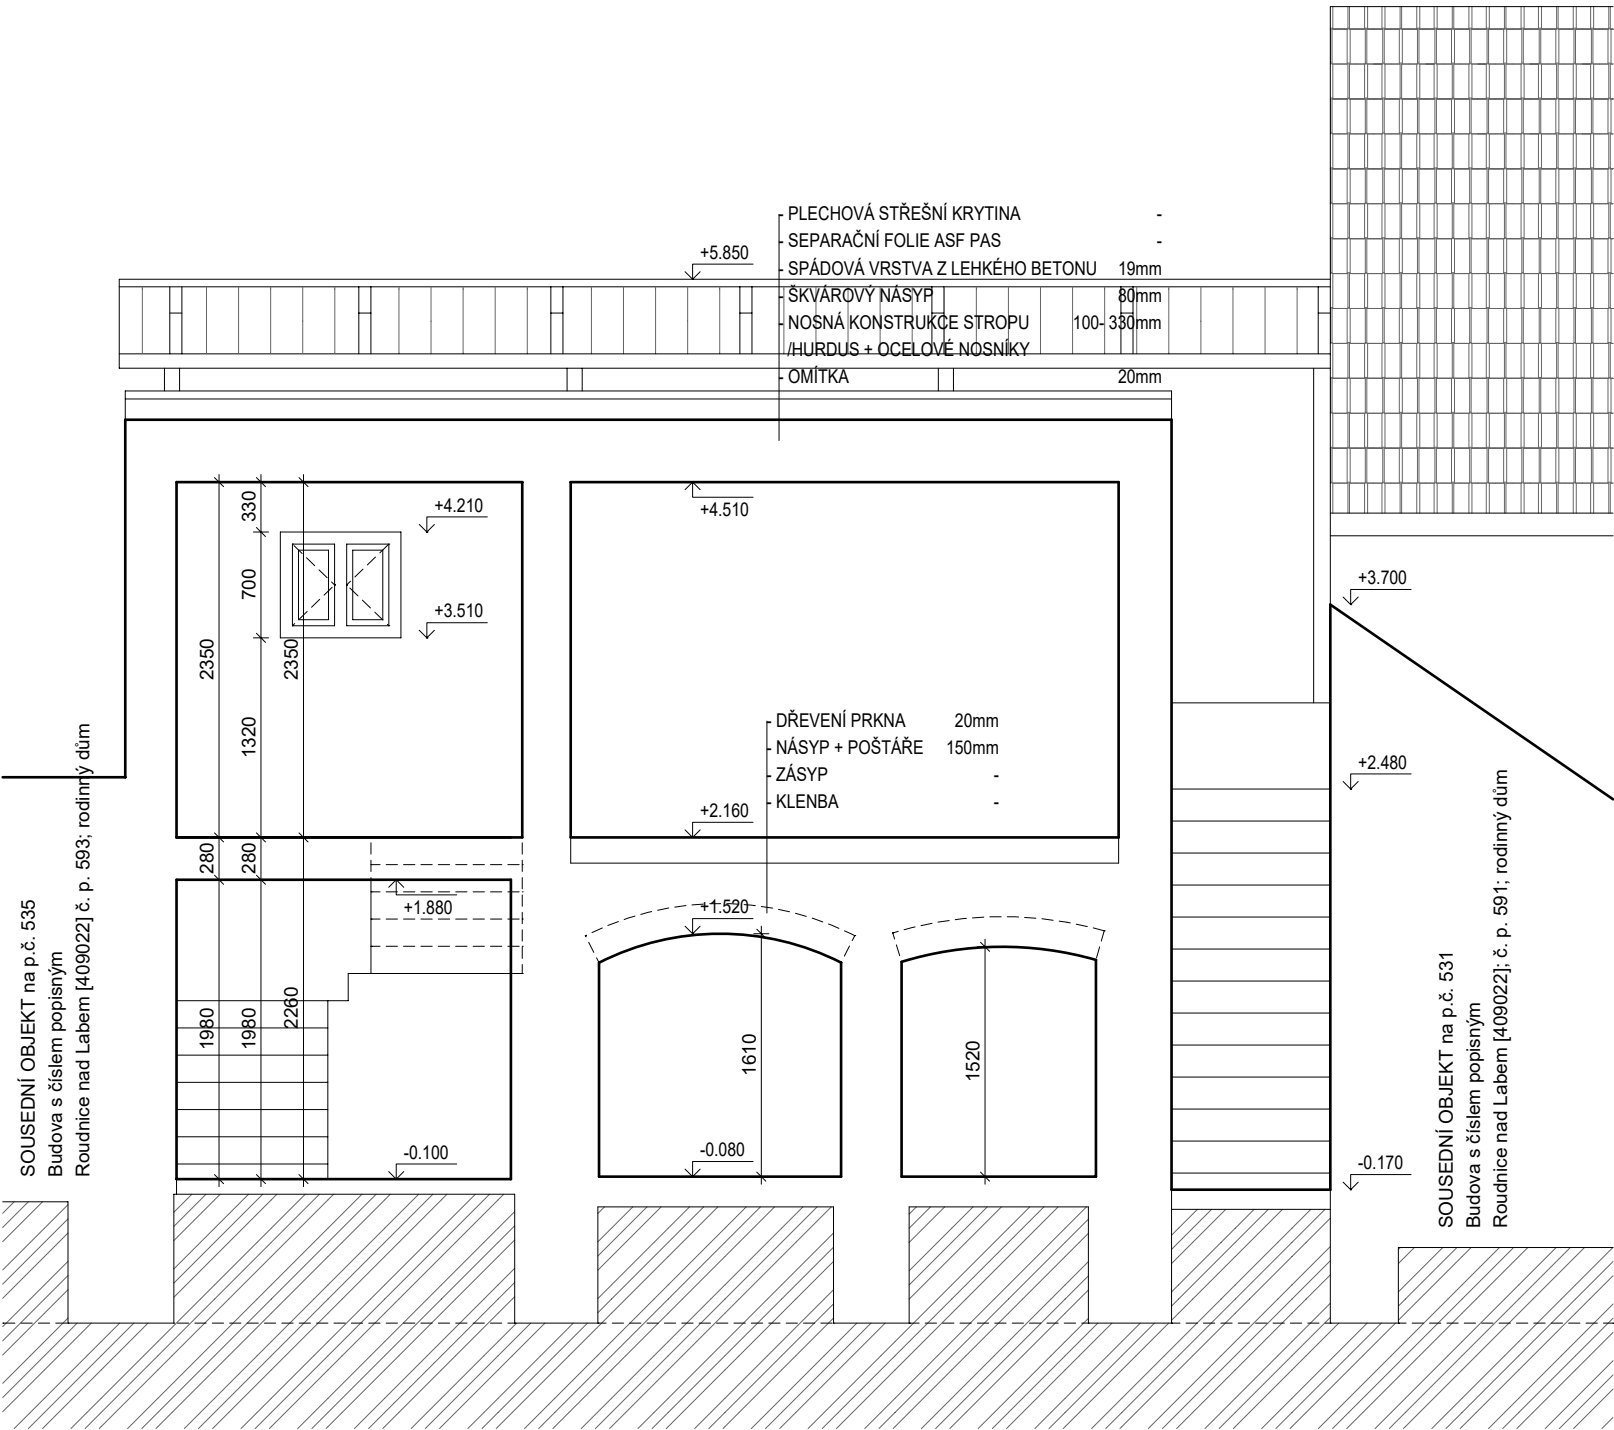 PLECHOVÁ STŘEŠNÍ KRYTINA -
SEPARAČNÍ FOLIE ASF PAS -
SPÁDOVÁ VRSTVA Z LEHKÉHO BETONU 19mm
ŠKVÁROVÝ NÁSYP 80mm
NOSNÁ KONSTRUKCE STROPU 100- 330mm
/HURDUS + OCELOVÉ NOSNÍKY
OMÍTKA 20mm
+5.850
+4.210
+4.510
+3.510
+3.700
330
700
2350
2350
1320
DŘEVENÍ PRKNA 20mm
NÁSYP + POŠTÁŘE 150mm
ZÁSYP -
KLENBA -
+2.480
+2.160
280
280
+1.880
+1.520
1980
1980
2260
1610
1520
-0.100
-0.080
-0.170
SOUSEDNÍ OBJEKT na p.č. 535
Budova s číslem popisným
Roudnice nad Labem [409022] č. p. 593; rodinný dům
SOUSEDNÍ OBJEKT na p.č. 531
Budova s číslem popisným
Roudnice nad Labem [409022]; č. p. 591; rodinný dům